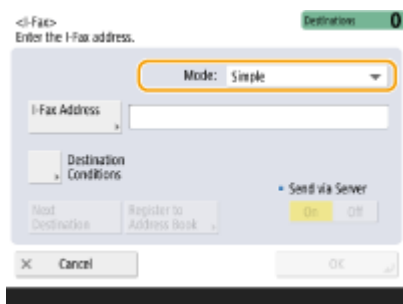 <I-Fax>
Destinations 0
Enter the I-Fax address.
Mode: Simple
I-Fax Address
Destination
Conditions
Send via Server
Next
Destination
Register to
Address Book
On Off
× Cancel
OK